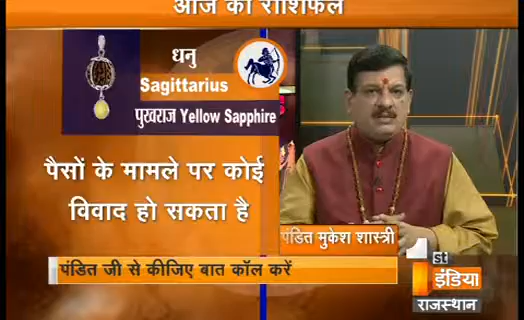 आज का राशिफल
धनु
Sagittarius
पुखराज Yellow Sapphire
पैसों के मामले पर कोई
विवाद हो सकता है
पंडित मुकेश शास्त्री
पंडित जी से कीजिए बात कॉल करें
1st
इंडिया
राजस्थान